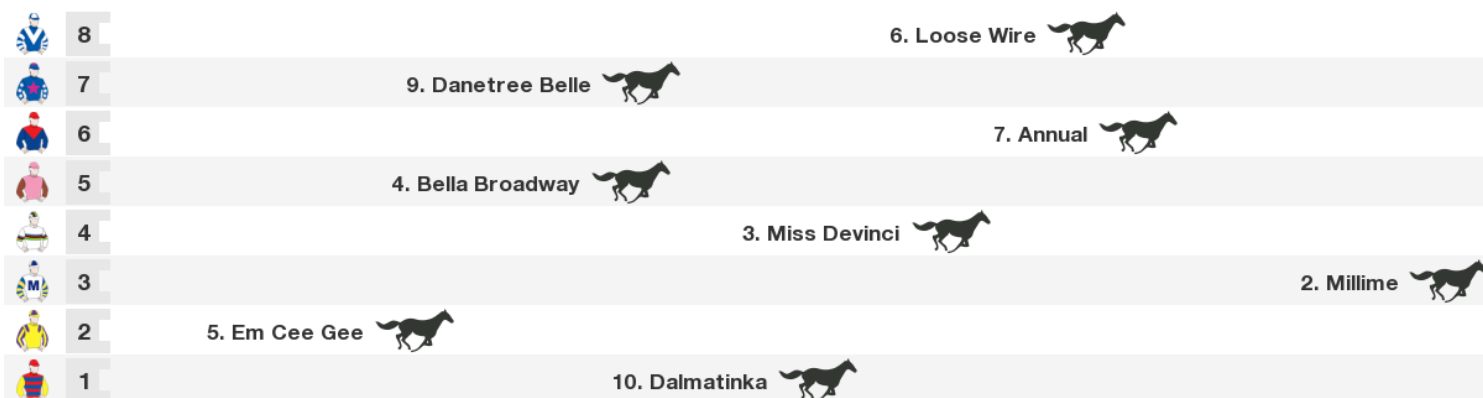 8 6. Loose Wire
7 9. Danetree Belle
6 7. Annual
5 4. Bella Broadway
4 3. Miss Devinci
M 3 2. Millime
2 5. Em Cee Gee
1 10. Dalmatinka